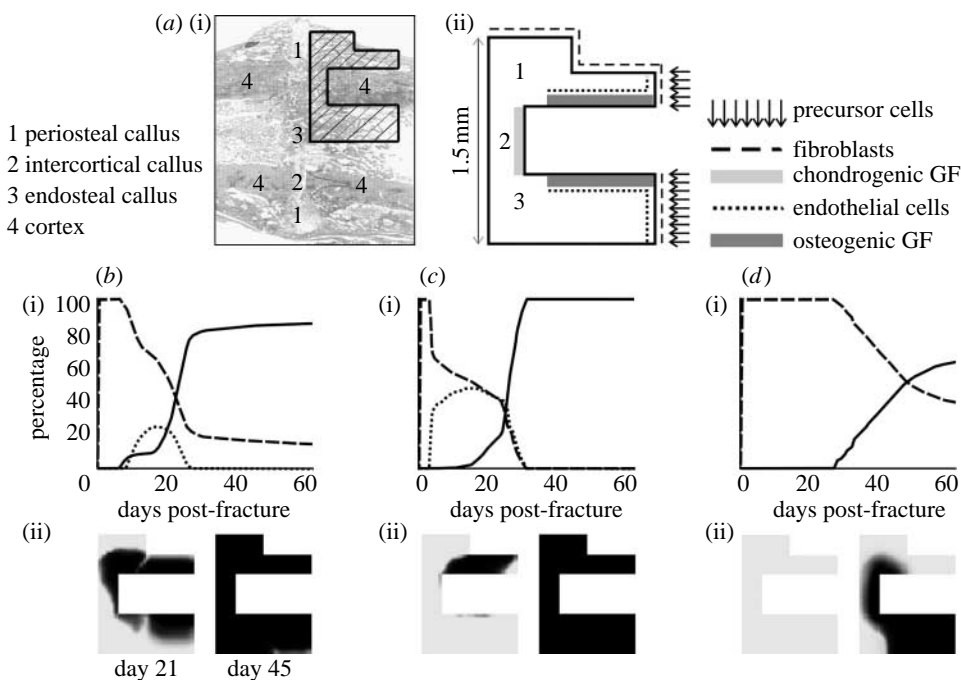 (a) (i)
1
4
4
3
4
2
4
1
1 periosteal callus
2 intercortical callus
3 endosteal callus
4 cortex
(ii)
1.5 mm
1
2
3
precursor cells
fibroblasts
chondrogenic GF
endothelial cells
osteogenic GF
(b)
(i)
percentage
100
80
60
40
20
0 20 40 60
days post-fracture
(ii)
day 21 day 45
(c)
(i)
0 20 40 60
days post-fracture
(ii)
(d)
(i)
0 20 40 60
days post-fracture
(ii)